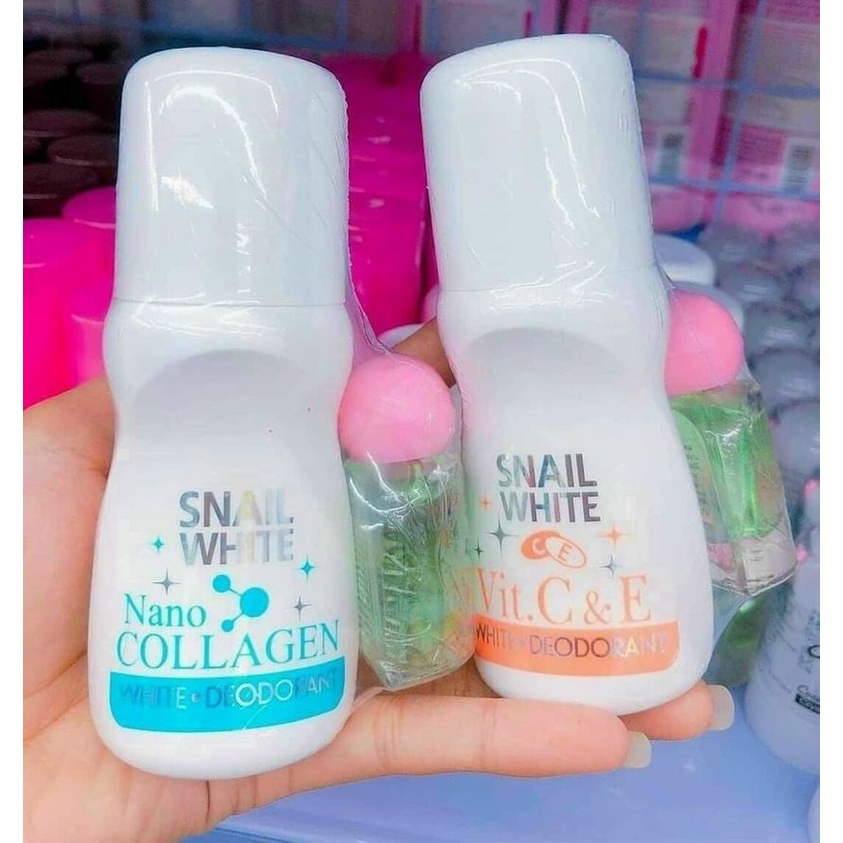 SNAIL
WHITE
Nano
COLLAGEN
WHITE e DEODORANT
SNAIL
WHITE
C E
Vit. C & E
WHITE DEODORANT